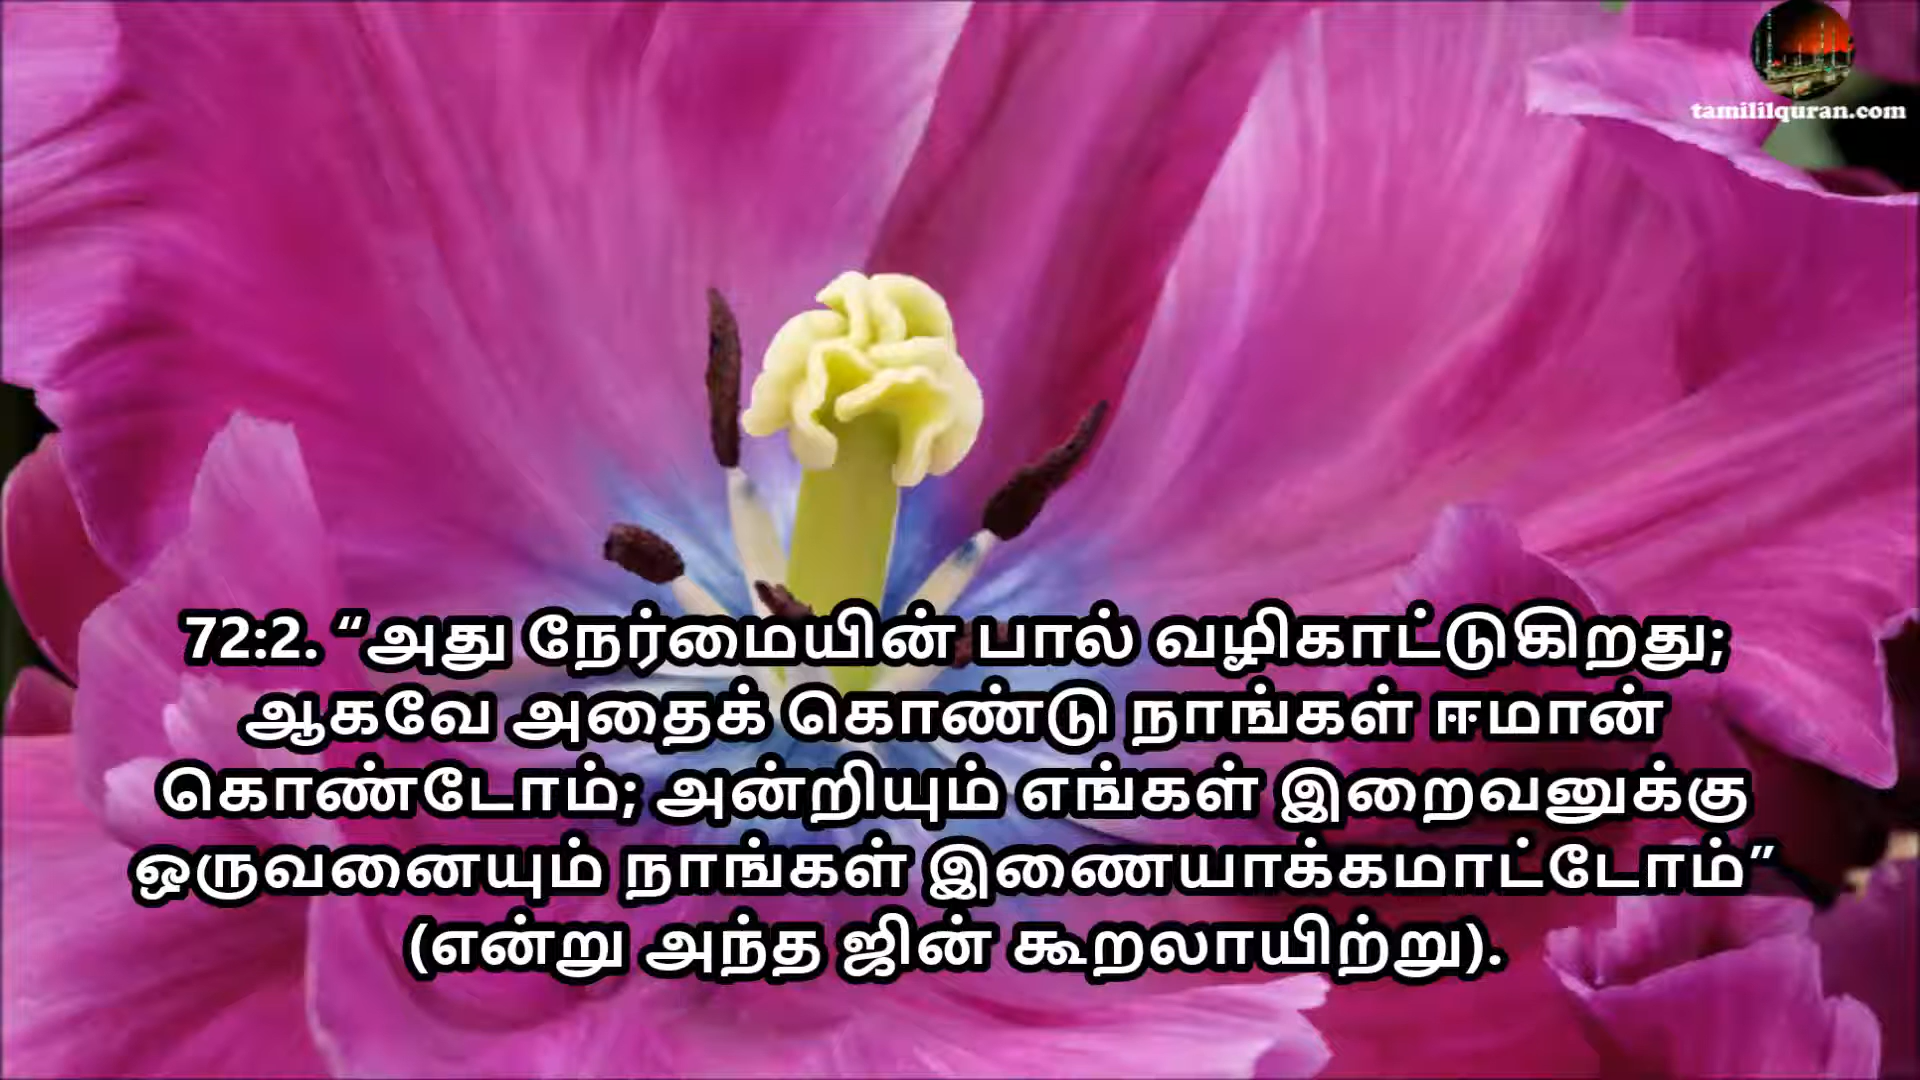 tamililquran.com
72:2. “அது நேர்மையின் பால் வழிகாட்டுகிறது;
ஆகவே அதைக் கொண்டு நாங்கள் ஈமான்
கொண்டோம்; அன்றியும் எங்கள் இறைவனுக்கு
ஒருவனையும் நாங்கள் இணையாக்கமாட்டோம்”
(என்று அந்த ஜின் கூறலாயிற்று).